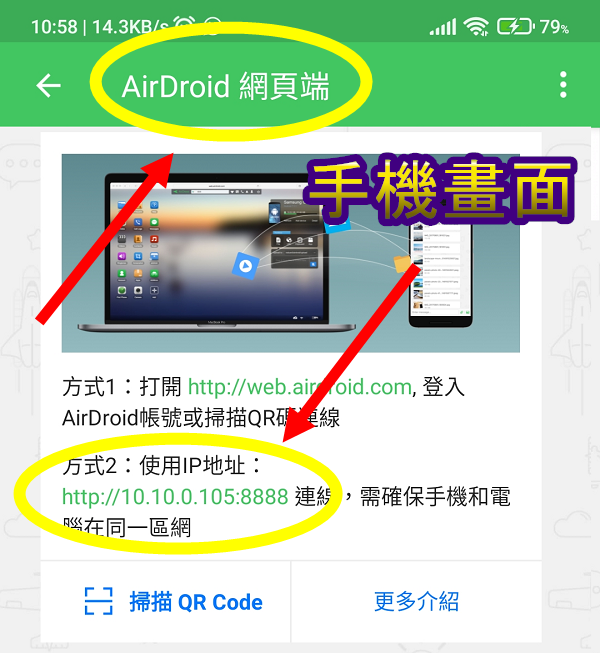 10:58 | 14.3KB/s
79%
AirDroid 網頁端
手機畫面
方式1：打開 http://web.airdroid.com, 登入
AirDroid帳號或掃描QR碼連線
方式2：使用IP地址：
http://10.10.0.105:8888 連線，需確保手機和電
腦在同一區網
掃描 QR Code
更多介紹